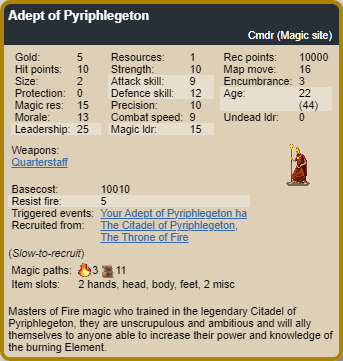 Adept of Pyriphlegeton
Cmdr (Magic site)
Gold: 5 Resources: 1 Rec points: 10000
Hit points: 10 Strength: 10 Map move: 16
Size: 2 Attack skill: 9 Encumbrance: 3
Protection: 0 Defence skill: 12 Age: 22
Magic res: 15 Precision: 10 (44)
Morale: 13 Combat speed: 9 Undead ldr: 0
Leadership: 25 Magic ldr: 15
Weapons:
Quarterstaff
Basecost: 10010
Resist fire: 5
Triggered events: Your Adept of Pyriphlegeton ha
Recruited from: The Citadel of Pyriphlegeton,
The Throne of Fire
(Slow-to-recruit)
Magic paths: 3 11
Item slots: 2 hands, head, body, feet, 2 misc
Masters of Fire magic who trained in the legendary Citadel of
Pyriphlegeton, they are unscrupulous and ambitious and will ally
themselves to anyone able to increase their power and knowledge of
the burning Element.